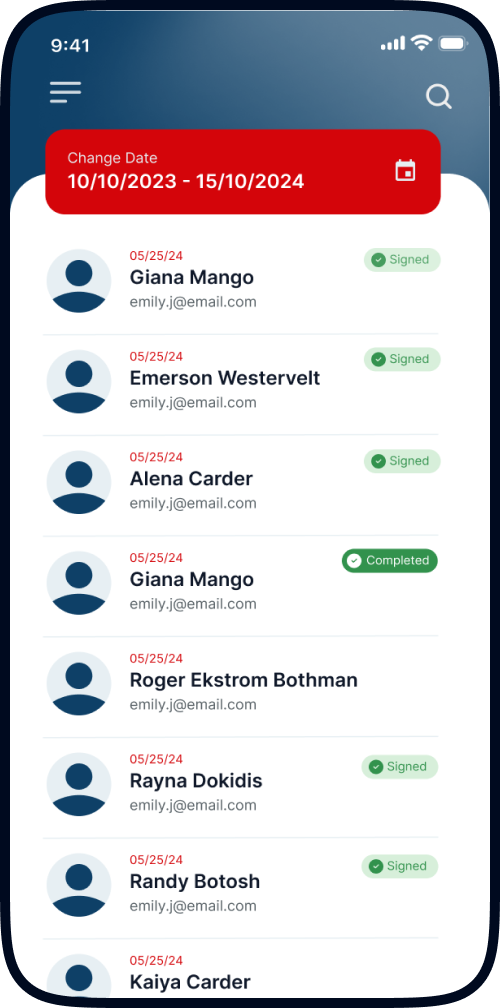 9:41
Change Date
10/10/2023 - 15/10/2024
05/25/24
Giana Mango
Signed
emily.j@email.com
05/25/24
Emerson Westervelt
Signed
emily.j@email.com
05/25/24
Alena Carder
Signed
emily.j@email.com
05/25/24
Giana Mango
Completed
emily.j@email.com
05/25/24
Roger Ekstrom Bothman
emily.j@email.com
05/25/24
Rayna Dokidis
Signed
emily.j@email.com
05/25/24
Randy Botosh
Signed
emily.j@email.com
05/25/24
Kaiya Carder